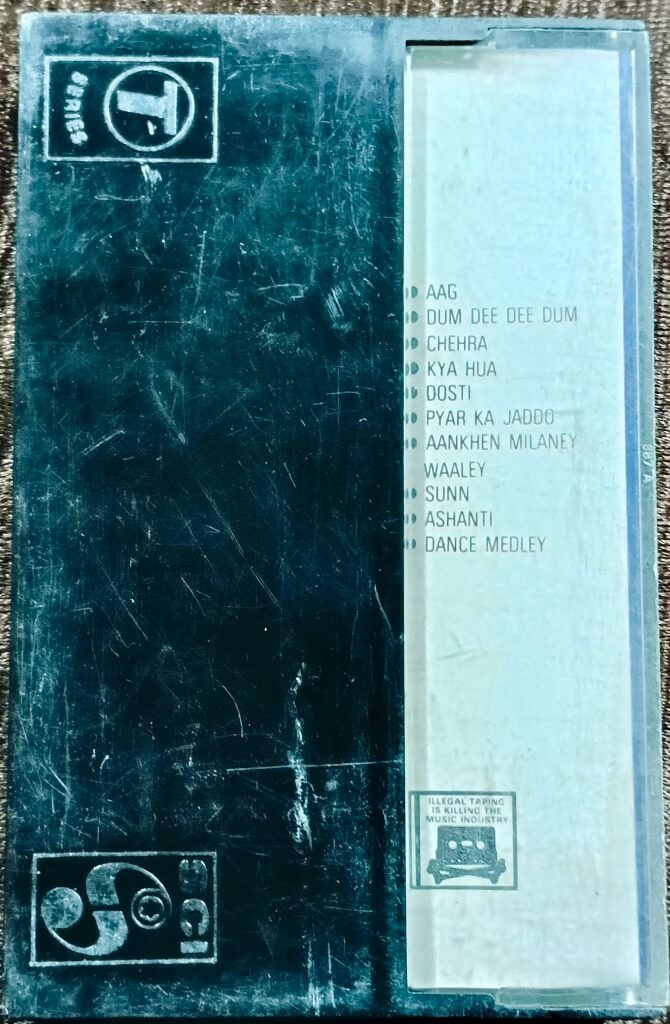 T
SERIES
AAG
DUM DEE DEE DUM
CHEHRA
KYA HUA
DOSTI
PYAR KA JADDO
AANKHEN MILANEY
WAALEY
SUNN
ASHANTI
DANCE MEDLEY
ILLEGAL TAPING
IS KILLING THE
MUSIC INDUSTRY
SCI